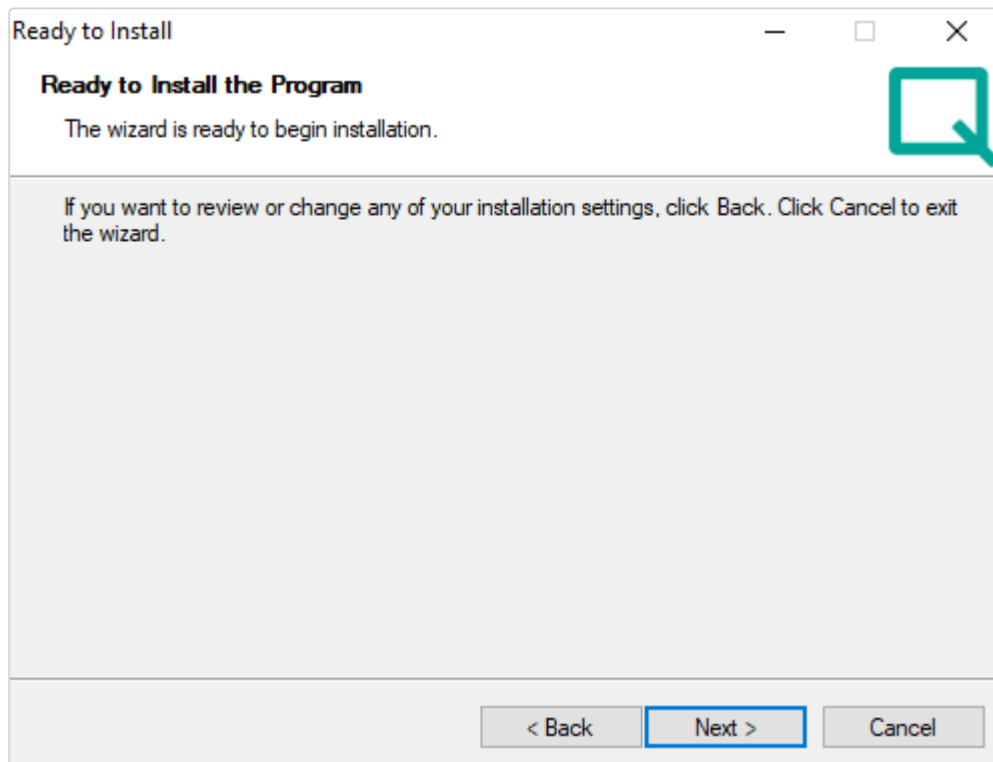 Ready to Install
Ready to Install the Program
The wizard is ready to begin installation.
If you want to review or change any of your installation settings, click Back. Click Cancel to exit
the wizard.
< Back
Next >
Cancel